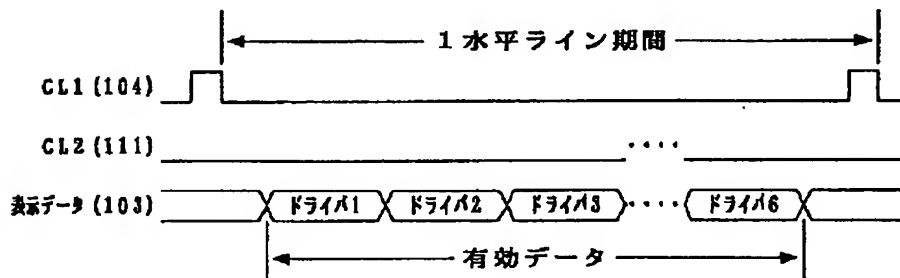 1水平ライン期間
CL1(104)
CL2(111)
表示データ(103)
ドライバ1 ドライバ2 ドライバ3 ドライバ6
有効データ